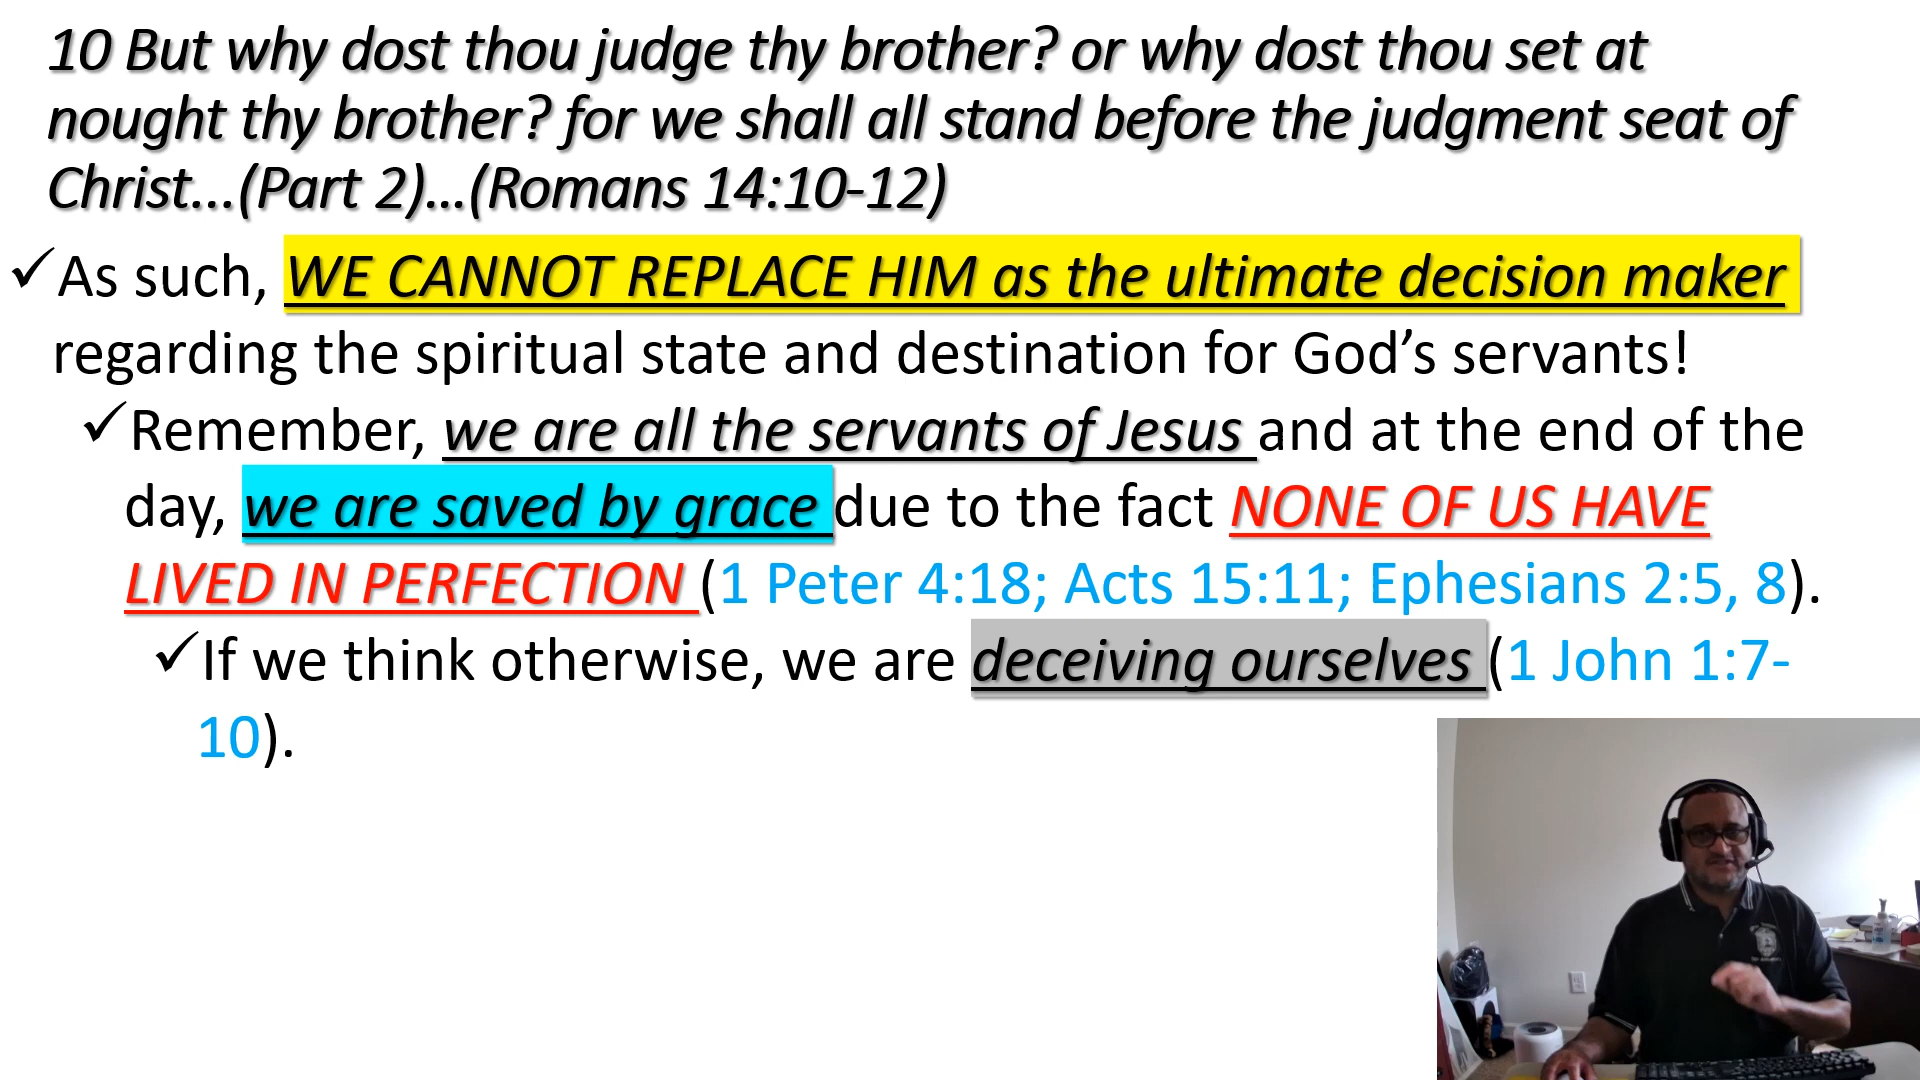 10 But why dost thou judge thy brother? or why dost thou set at
nought thy brother? for we shall all stand before the judgment seat of
Christ...(Part 2)...(Romans 14:10-12)
✓As such, WE CANNOT REPLACE HIM as the ultimate decision maker
regarding the spiritual state and destination for God’s servants!
✓Remember, we are all the servants of Jesus and at the end of the
day, we are saved by grace due to the fact NONE OF US HAVE
LIVED IN PERFECTION (1 Peter 4:18; Acts 15:11; Ephesians 2:5, 8).
✓If we think otherwise, we are deceiving ourselves (1 John 1:7-
10).